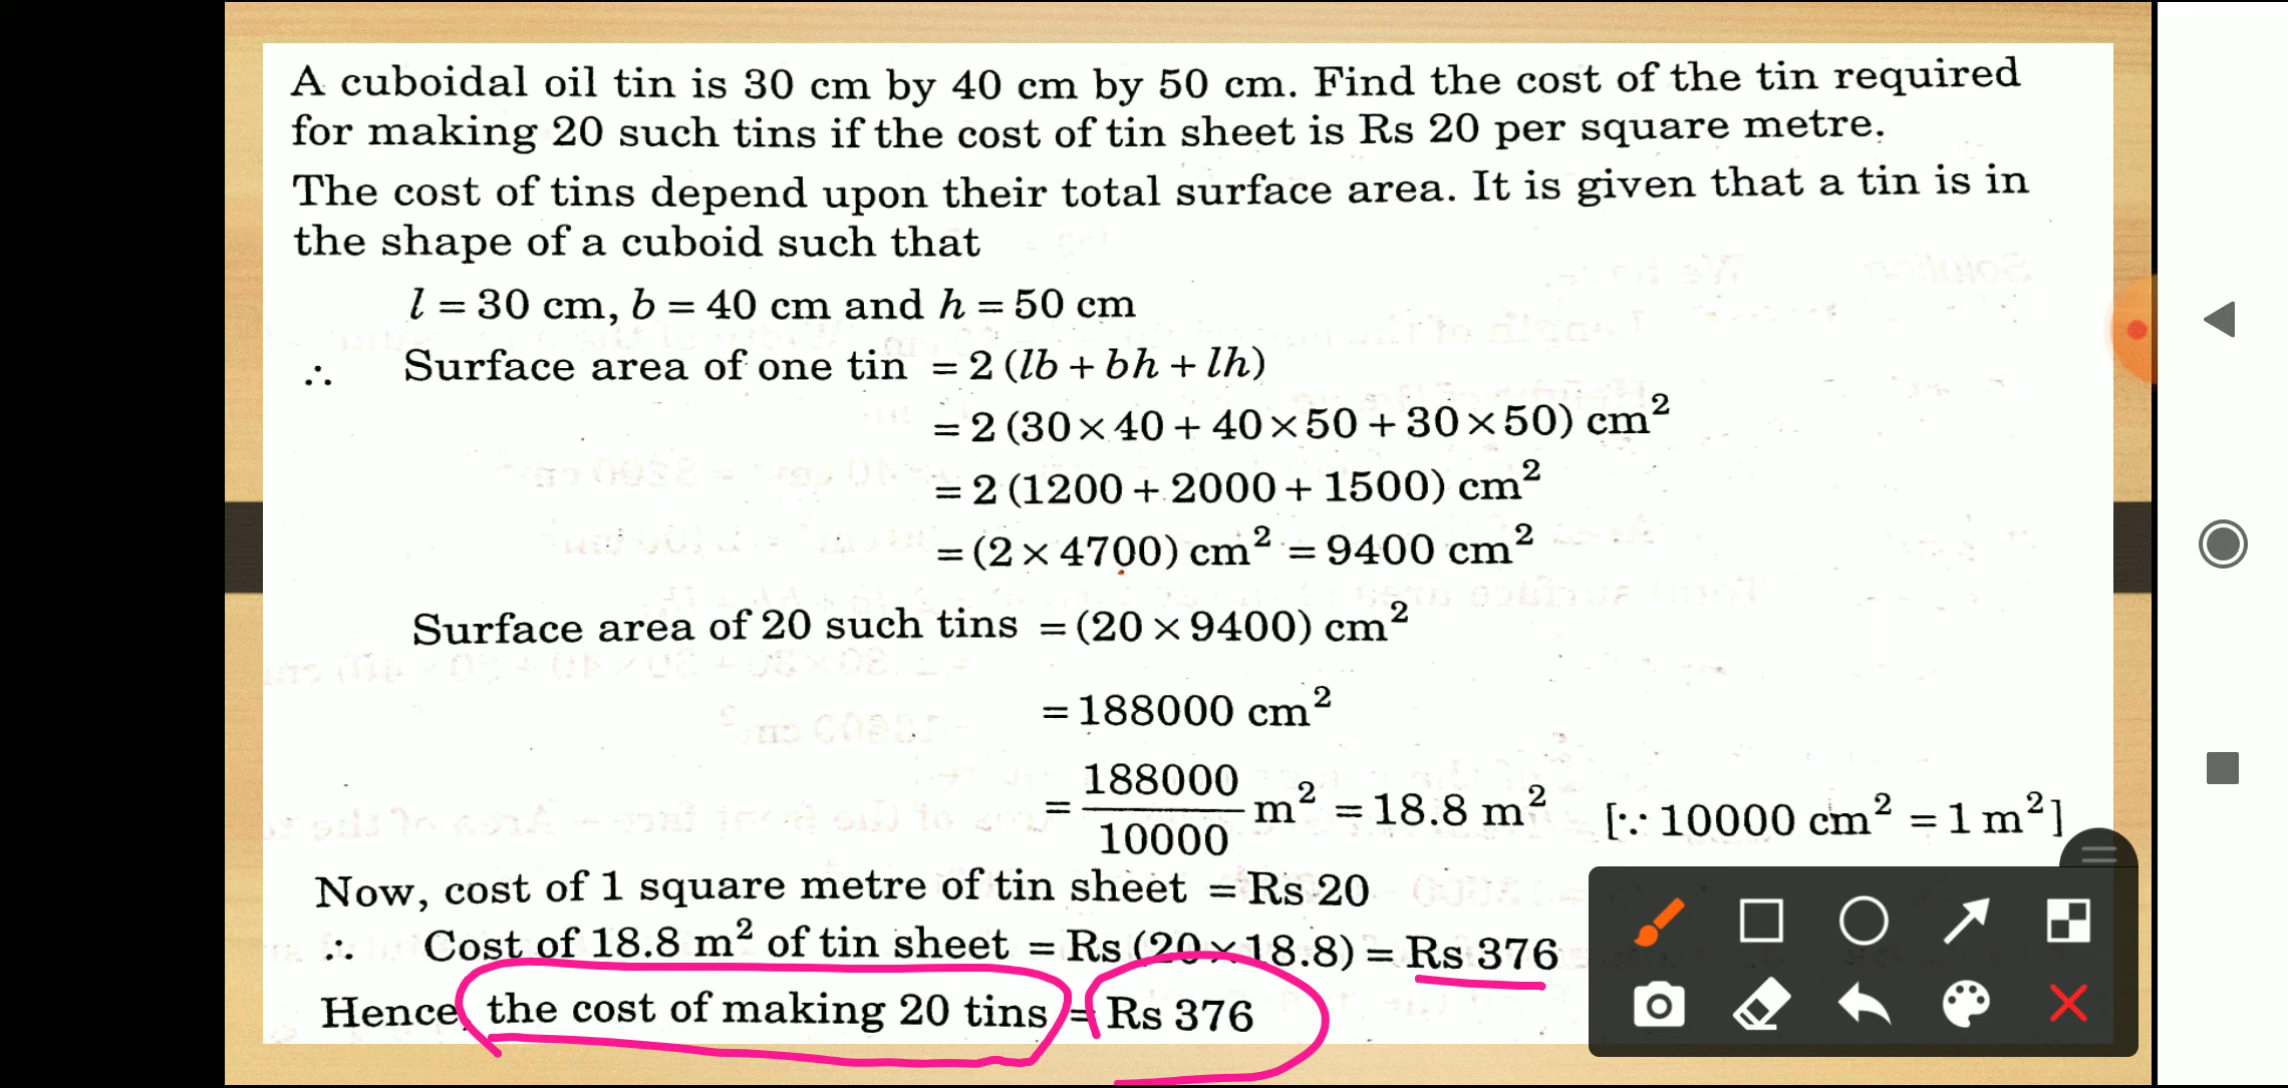 A cuboidal oil tin is 30 cm by 40 cm by 50 cm. Find the cost of the tin required
for making 20 such tins if the cost of tin sheet is Rs 20 per square metre.
The cost of tins depend upon their total surface area. It is given that a tin is in
the shape of a cuboid such that
l = 30 cm, b = 40 cm and h = 50 cm
∴ Surface area of one tin = 2 (lb + bh + lh)
= 2 (30 × 40 + 40 × 50 + 30 × 50) cm²
= 2 (1200 + 2000 + 1500) cm²
= (2 × 4700) cm² = 9400 cm²
Surface area of 20 such tins = (20 × 9400) cm²
= 188000 cm²
= 188000/10000 m² = 18.8 m² [∵ 10000 cm² = 1 m²]
Now, cost of 1 square metre of tin sheet = Rs 20
∴ Cost of 18.8 m² of tin sheet = Rs (20 × 18.8) = Rs 376
Hence, the cost of making 20 tins = Rs 376